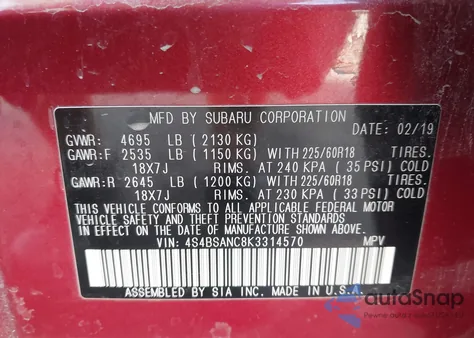 MFD BY SUBARU CORPORATION
DATE: 02/19
GVWR: 4695 LB (2130 KG)
GAWR:F 2535 LB (1150 KG) WITH 225/60R18 TIRES.
18X7J RIMS. AT 240 KPA (35 PSI) COLD
GAWR:R 2645 LB (1200 KG) WITH 225/60R18 TIRES.
18X7J RIMS. AT 230 KPA (33 PSI) COLD
THIS VEHICLE CONFORMS TO ALL APPLICABLE FEDERAL MOTOR
VEHICLE SAFETY AND THEFT PREVENTION STANDARDS
IN EFFECT ON THE DATE OF MANUFACTURE SHOWN ABOVE.
VIN: 4S4BSANC8K3314570 MPV
ASSEMBLED BY SIA INC. MADE IN U.S.A.
autoSnap